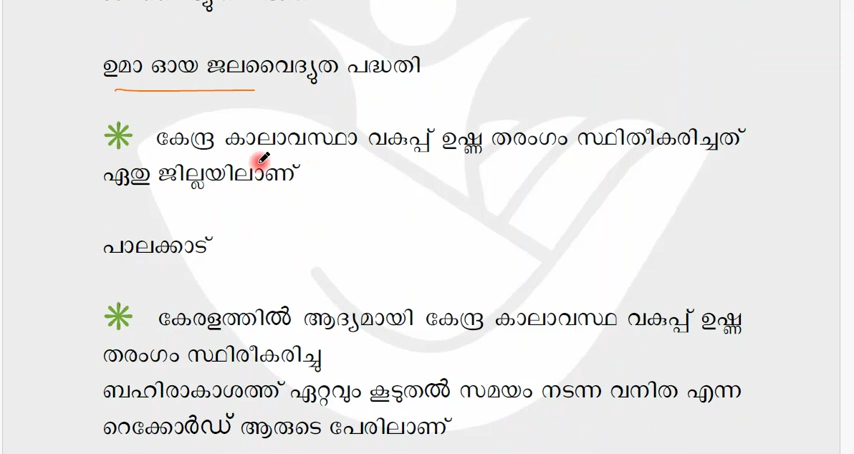 ഉമാ ഓയ ജലവൈദ്യുത പദ്ധതി
കേന്ദ്ര കാലാവസ്ഥാ വകുപ്പ് ഉഷ്ണ തരംഗം സ്ഥിതീകരിച്ചത്
ഏതു ജില്ലയിലാണ്
പാലക്കാട്
കേരളത്തിൽ ആദ്യമായി കേന്ദ്ര കാലാവസ്ഥ വകുപ്പ് ഉഷ്ണ
തരംഗം സ്ഥിരീകരിച്ചു
ബഹിരാകാശത്ത് ഏറ്റവും കൂടുതൽ സമയം നടന്ന വനിത എന്ന
റെക്കോർഡ് ആരുടെ പേരിലാണ്